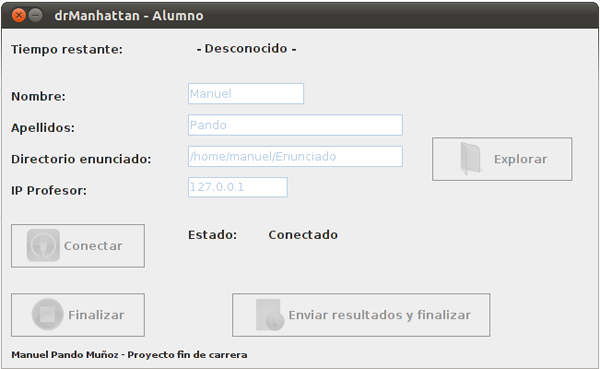 drManhattan - Alumno
Tiempo restante: - Desconocido -
Nombre: Manuel
Apellidos: Pando
Directorio enunciado: /home/manuel/Enunciado
Explorar
IP Profesor: 127.0.0.1
Conectar
Estado: Conectado
Finalizar
Enviar resultados y finalizar
Manuel Pando Muñoz - Proyecto fin de carrera